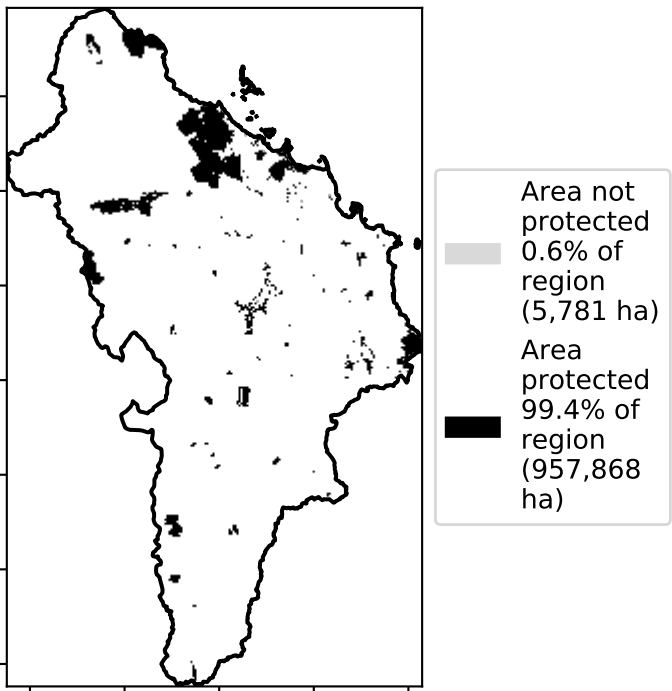 Area not
protected
0.6% of
region
(5,781 ha)
Area
protected
99.4% of
region
(957,868
ha)